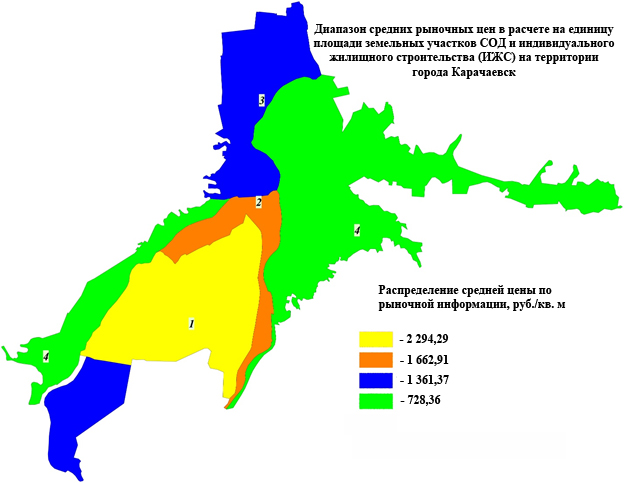 Диапазон средних рыночных цен в расчете на единицу
площади земельных участков СОД и индивидуального
жилищного строительства (ИЖС) на территории
города Карачаевск
3
2
4
1
4
Распределение средней цены по
рыночной информации, руб./кв. м
- 2 294,29
- 1 662,91
- 1 361,37
- 728,36